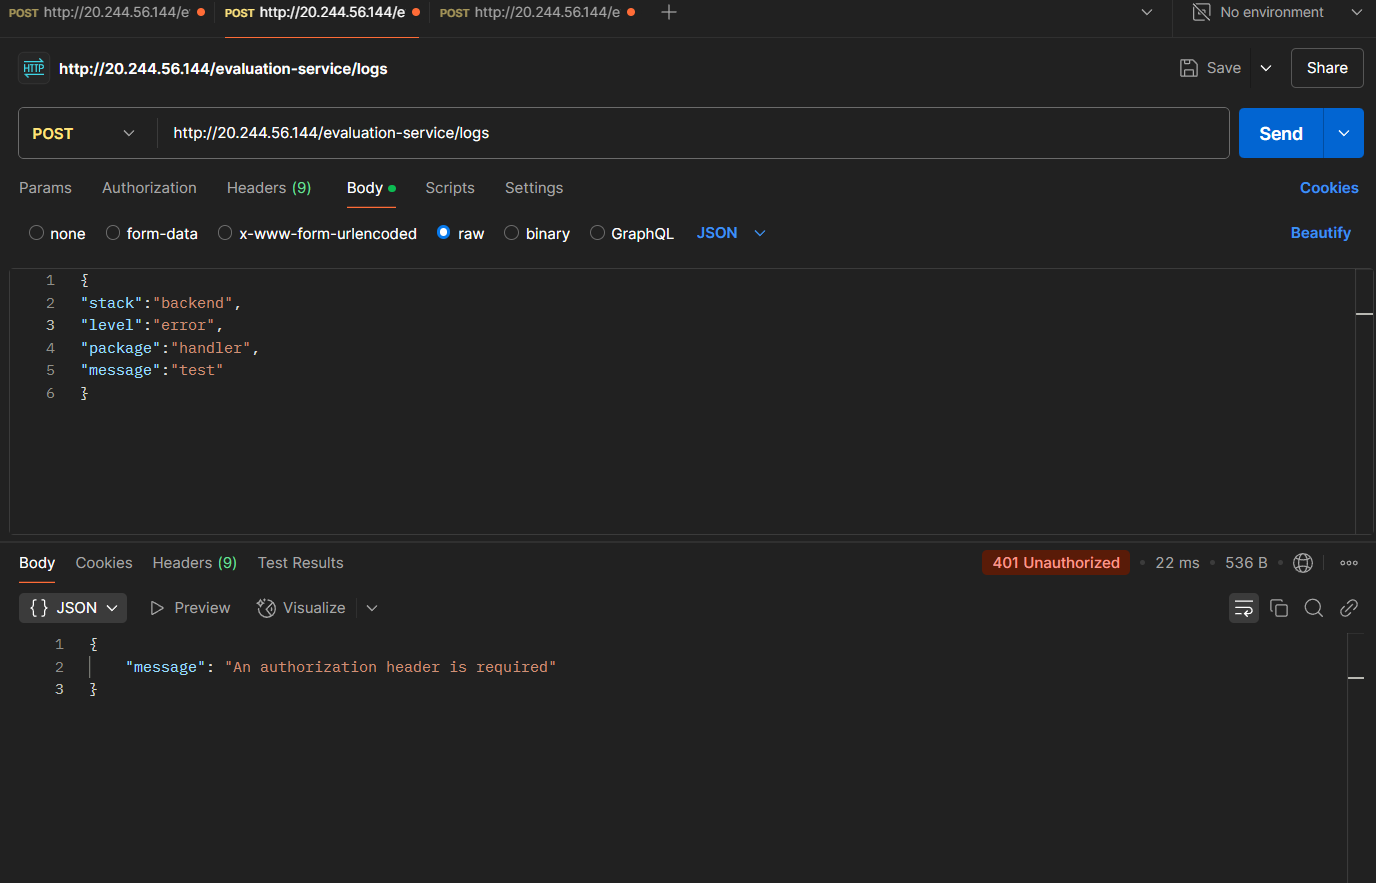 POST http://20.244.56.144/e POST http://20.244.56.144/e POST http://20.244.56.144/e No environment
HTTP http://20.244.56.144/evaluation-service/logs Save Share
POST http://20.244.56.144/evaluation-service/logs Send
Params Authorization Headers (9) Body Scripts Settings Cookies
none form-data x-www-form-urlencoded raw binary GraphQL JSON Beautify
1 {
2 "stack":"backend",
3 "level":"error",
4 "package":"handler",
5 "message":"test"
6 }
Body Cookies Headers (9) Test Results 401 Unauthorized • 22 ms • 536 B •
{} JSON Preview Visualize
1 {
2 "message": "An authorization header is required"
3 }